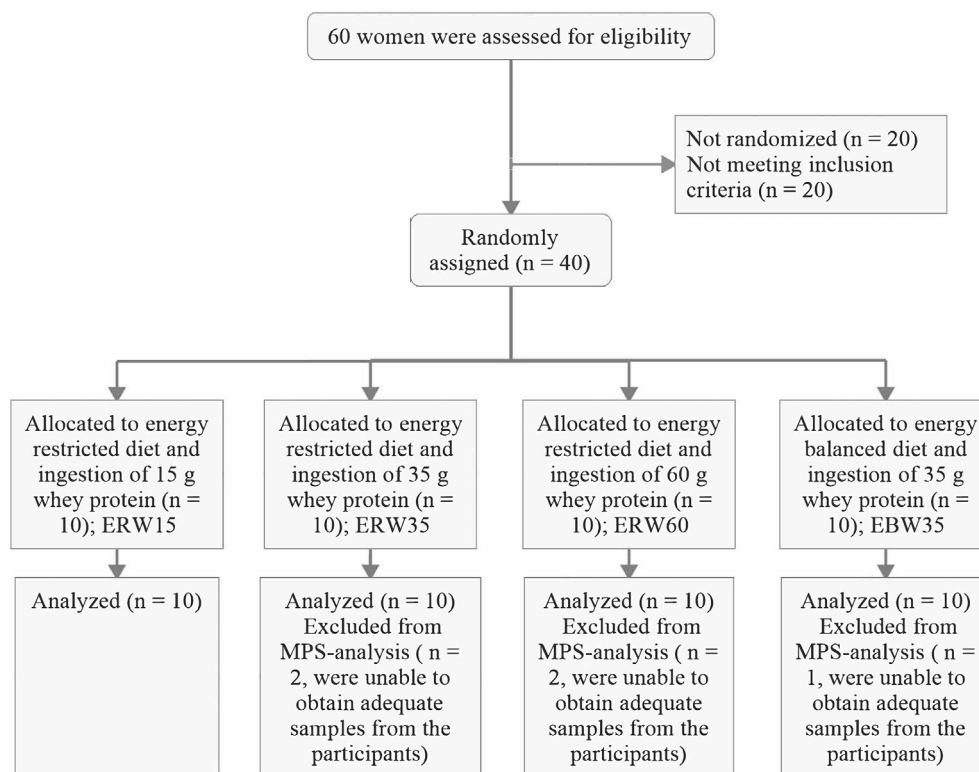 60 women were assessed for eligibility
Not randomized (n = 20)
Not meeting inclusion
criteria (n = 20)
Randomly
assigned (n = 40)
Allocated to energy
restricted diet and
ingestion of 15 g
whey protein (n =
10); ERW15
Allocated to energy
restricted diet and
ingestion of 35 g
whey protein (n =
10); ERW35
Allocated to energy
restricted diet and
ingestion of 60 g
whey protein (n =
10); ERW60
Allocated to energy
balanced diet and
ingestion of 35 g
whey protein (n =
10); EBW35
Analyzed (n = 10)
Analyzed (n = 10)
Excluded from
MPS-analysis ( n =
2, were unable to
obtain adequate
samples from the
participants)
Analyzed (n = 10)
Excluded from
MPS-analysis ( n =
2, were unable to
obtain adequate
samples from the
participants)
Analyzed (n = 10)
Excluded from
MPS-analysis ( n =
1, were unable to
obtain adequate
samples from the
participants)